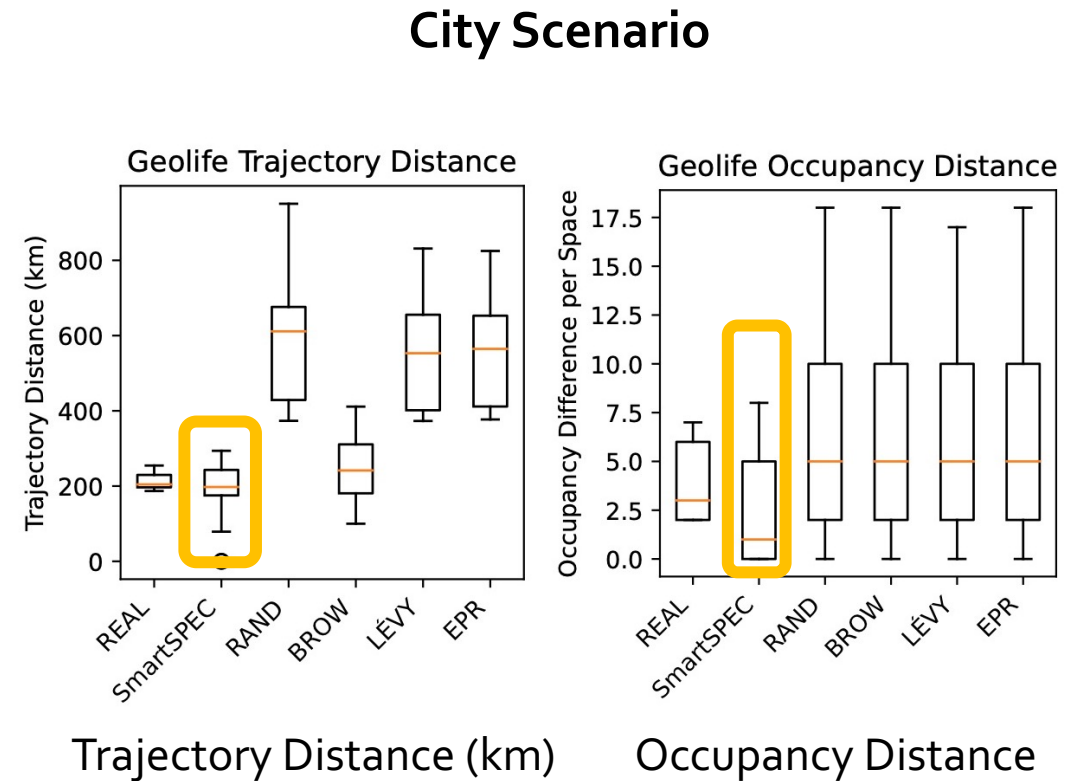 City Scenario
Geolife Trajectory Distance
Trajectory Distance (km)
800
600
400
200
0
REAL
SmartSPEC
RAND
BROW
LÉVY
EPR
Geolife Occupancy Distance
Occupancy Difference per Space
17.5
15.0
12.5
10.0
7.5
5.0
2.5
0.0
REAL
SmartSPEC
RAND
BROW
LÉVY
EPR
Trajectory Distance (km)
Occupancy Distance